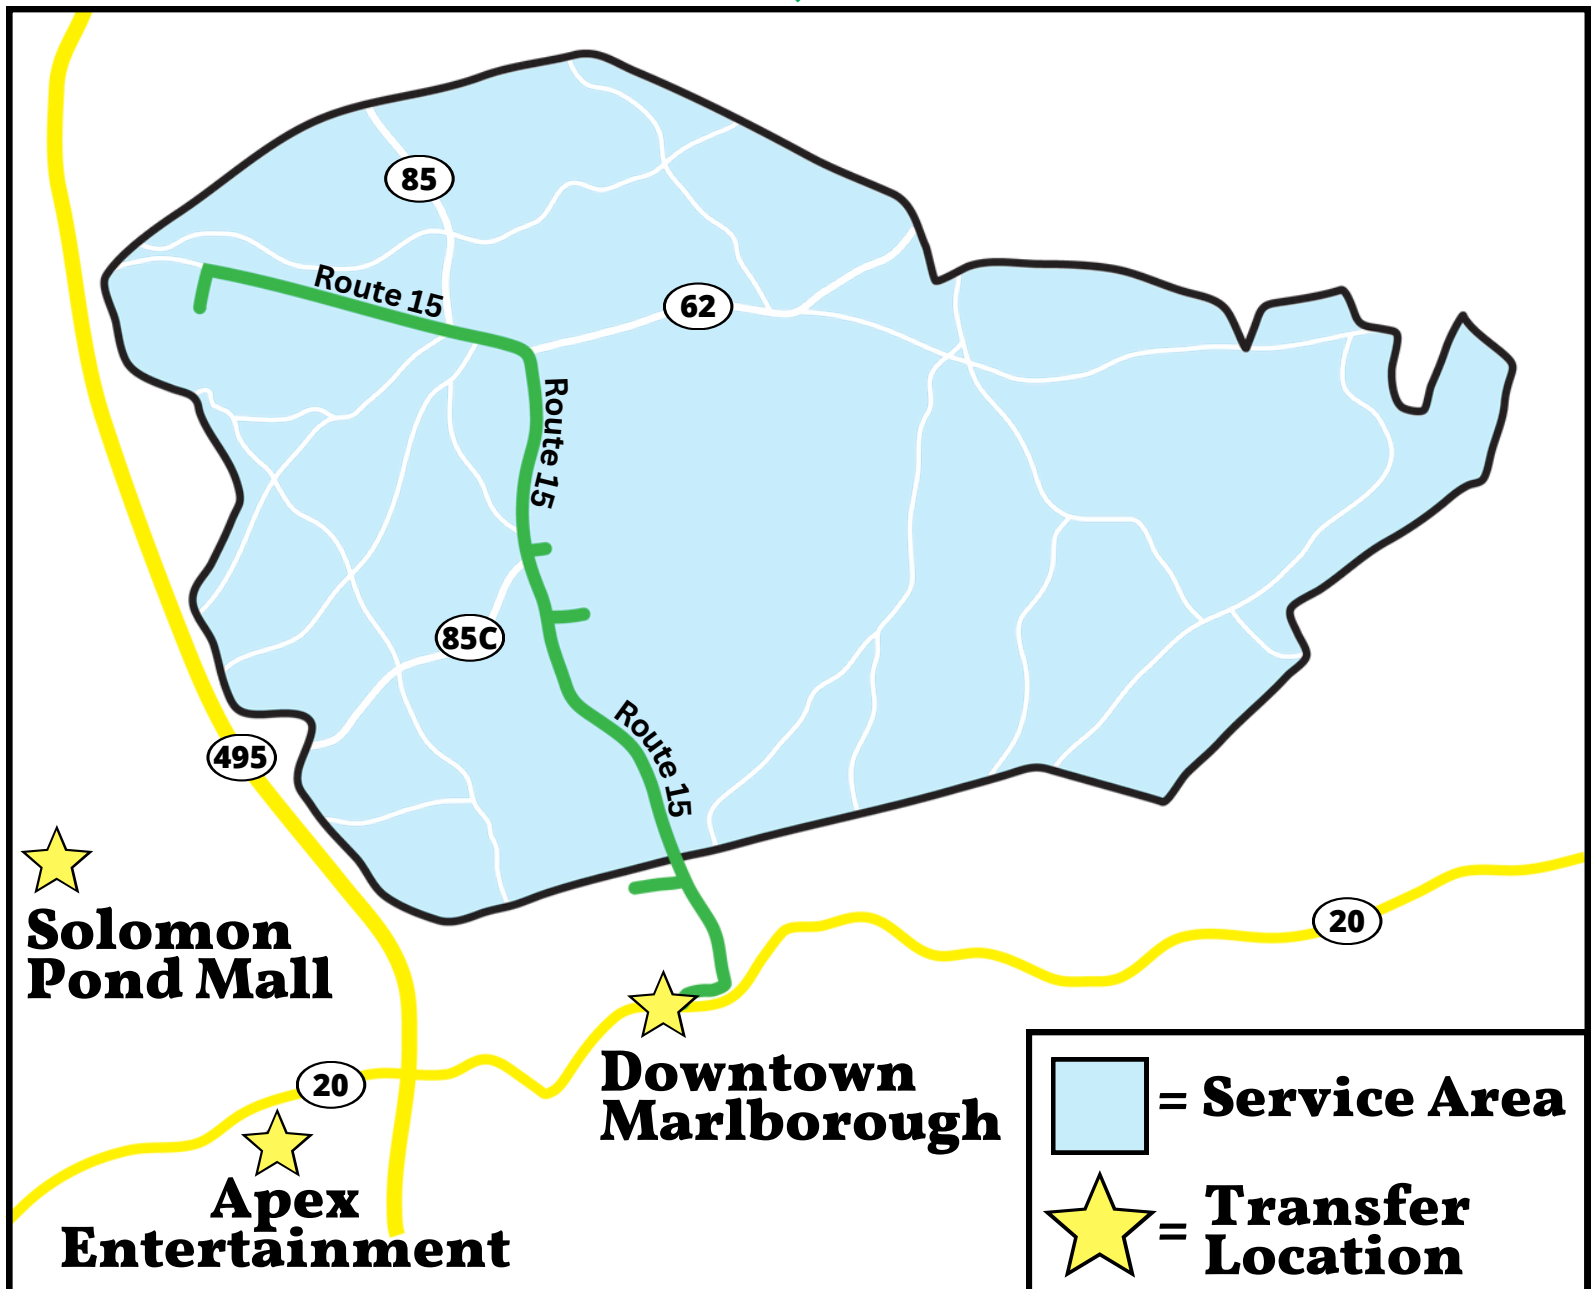 85
Route 15
62
Route 15
85C
Route 15
495
Solomon
Pond Mall
20
20
Downtown
Marlborough
Apex
Entertainment
= Service Area
= Transfer
Location